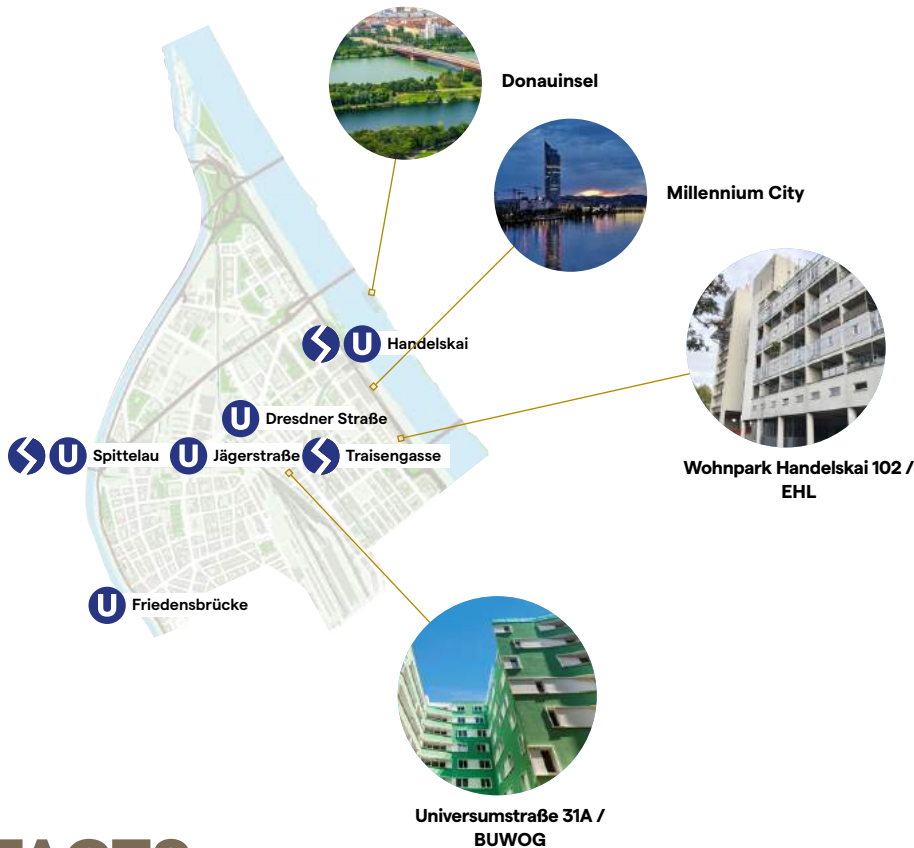 Donauinsel
Millennium City
U Handelskai
U Dresdner Straße
U Spittelau
U Jägerstraße
Traisengasse
Wohnpark Handelskai 102 /
EHL
U Friedensbrücke
Universumstraße 31A /
BUWOG